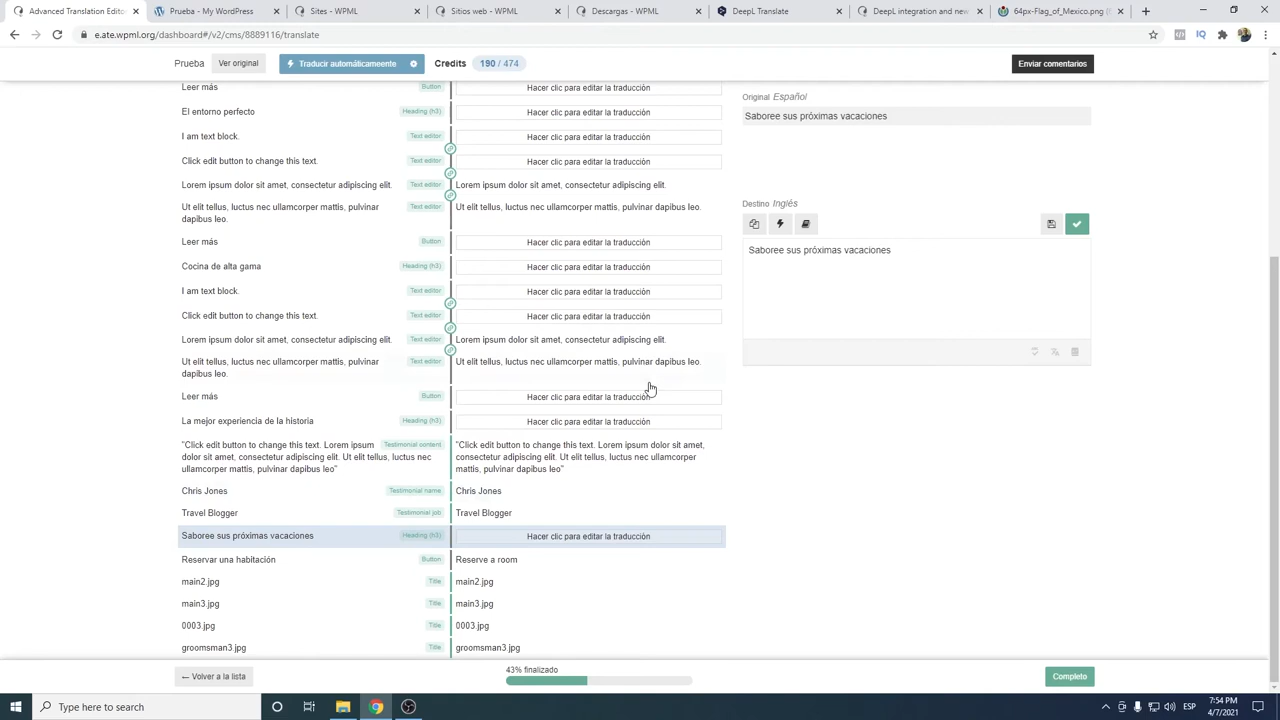 Advanced Translation Editor
Prueba – My WordPress
Sites - WPML
Sitios web - WPML
Descargas - WPML
DeepL Translate
DeepL integration and new
64px-Flag_of_Mexico.png (
e.ate.wpml.org/dashboard#/v2/cms/8889116/translate
Prueba
Ver original
Traducir automáticamente
Credits
190 / 474
Leer más Button Hacer clic para editar la traducción
El entorno perfecto Heading (h3) Hacer clic para editar la traducción
I am text block. Text editor Hacer clic para editar la traducción
Click edit button to change this text. Text editor Hacer clic para editar la traducción
Lorem ipsum dolor sit amet, consectetur adipiscing elit. Text editor Lorem ipsum dolor sit amet, consectetur adipiscing elit.
Ut elit tellus, luctus nec ullamcorper mattis, pulvinar Text editor Ut elit tellus, luctus nec ullamcorper mattis, pulvinar dapibus leo.
dapibus leo.
Leer más Button Hacer clic para editar la traducción
Cocina de alta gama Heading (h3) Hacer clic para editar la traducción
I am text block. Text editor Hacer clic para editar la traducción
Click edit button to change this text. Text editor Hacer clic para editar la traducción
Lorem ipsum dolor sit amet, consectetur adipiscing elit. Text editor Lorem ipsum dolor sit amet, consectetur adipiscing elit.
Ut elit tellus, luctus nec ullamcorper mattis, pulvinar Text editor Ut elit tellus, luctus nec ullamcorper mattis, pulvinar dapibus leo.
dapibus leo.
Leer más Button Hacer clic para editar la traducción
La mejor experiencia de la historia Heading (h3) Hacer clic para editar la traducción
"Click edit button to change this text. Lorem ipsum Testimonial content "Click edit button to change this text. Lorem ipsum dolor sit amet,
dolor sit amet, consectetur adipiscing elit. Ut elit tellus, luctus nec consectetur adipiscing elit. Ut elit tellus, luctus nec ullamcorper
ullamcorper mattis, pulvinar dapibus leo" mattis, pulvinar dapibus leo"
Chris Jones Testimonial name Chris Jones
Travel Blogger Testimonial job Travel Blogger
Saboree sus próximas vacaciones Heading (h3) Hacer clic para editar la traducción
Reservar una habitación Button Reserve a room
main2.jpg Title main2.jpg
main3.jpg Title main3.jpg
0003.jpg Title 0003.jpg
groomsman3.jpg Title groomsman3.jpg
Enviar comentarios
Original Español
Saboree sus próximas vacaciones
Destino Inglés
Saboree sus próximas vacaciones
← Volver a la lista
43% finalizado
Completo
Type here to search
ESP
7:54 PM
4/7/2021